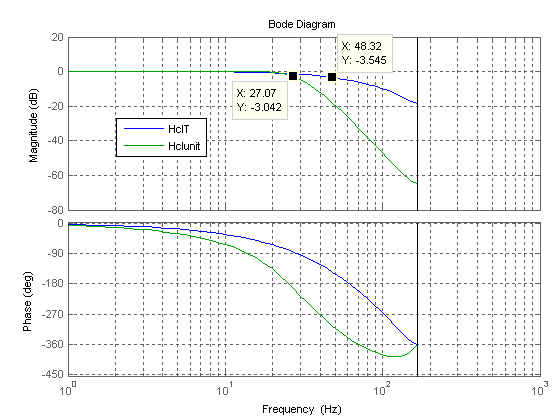 Bode Diagram
20
0
-20
-40
-60
-80
Magnitude (dB)
X: 48.32
Y: -3.545
X: 27.07
Y: -3.042
HclT
Hclunit
0
-90
-180
-270
-360
-450
Phase (deg)
10^0
10^1
10^2
10^3
Frequency (Hz)